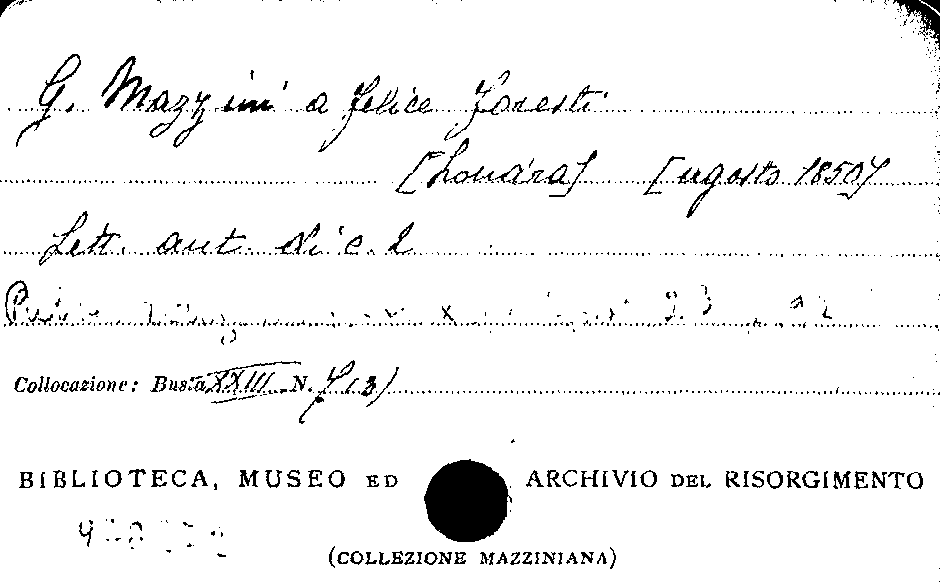 G. Mazzini a Felice Foresti
[Londra] [agosto 1850]
Lett. aut. di c. 2
Collocazione: Busta XXIII N. 7(3)
BIBLIOTECA, MUSEO ED ARCHIVIO DEL RISORGIMENTO
(COLLEZIONE MAZZINIANA)